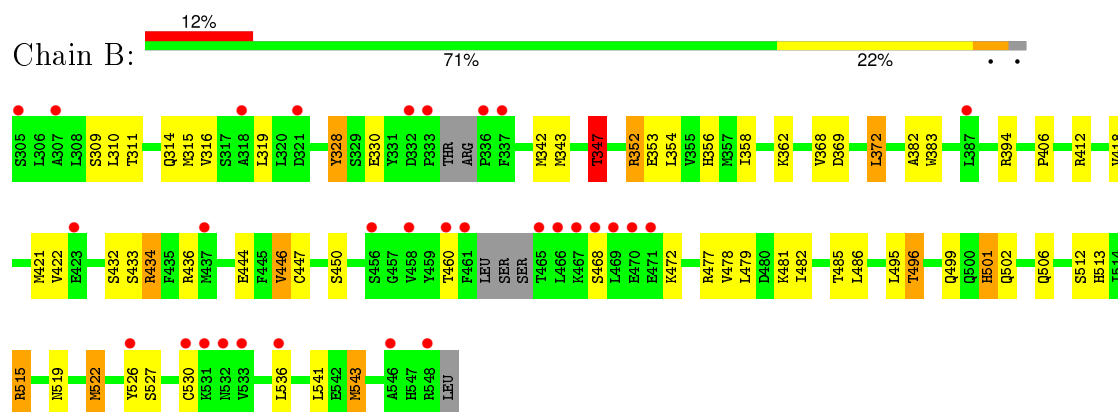 12%
Chain B:
71% 22% • •
S305 L306 A307 L308 S309 L310 T311 Q314 M315 V316 S317 A318 L319 L320 D321 Y328 S329 E330 Y331 D332 P333 THR ARG P336 F337 M342 M343 T347 R352 E353 L354 V355 H356 M357 I358 K362 V368 D369 L372 A382 W383 L387 R394 P406 R412 V418
M421 V422 E423 S432 S433 R434 F435 R436 M437 E444 F445 V446 C447 S450 S456 G457 V458 Y459 T460 F461 LEU SER SER T465 L466 K467 S468 L469 E470 E471 K472 R477 V478 L479 D480 K481 I482 T485 L486 L495 T496 Q499 Q500 H501 Q502 Q506 S512 H513 I514
R515 N519 M522 Y526 S527 C530 K531 N532 V533 L536 L541 E542 M543 A546 H547 R548 LEU